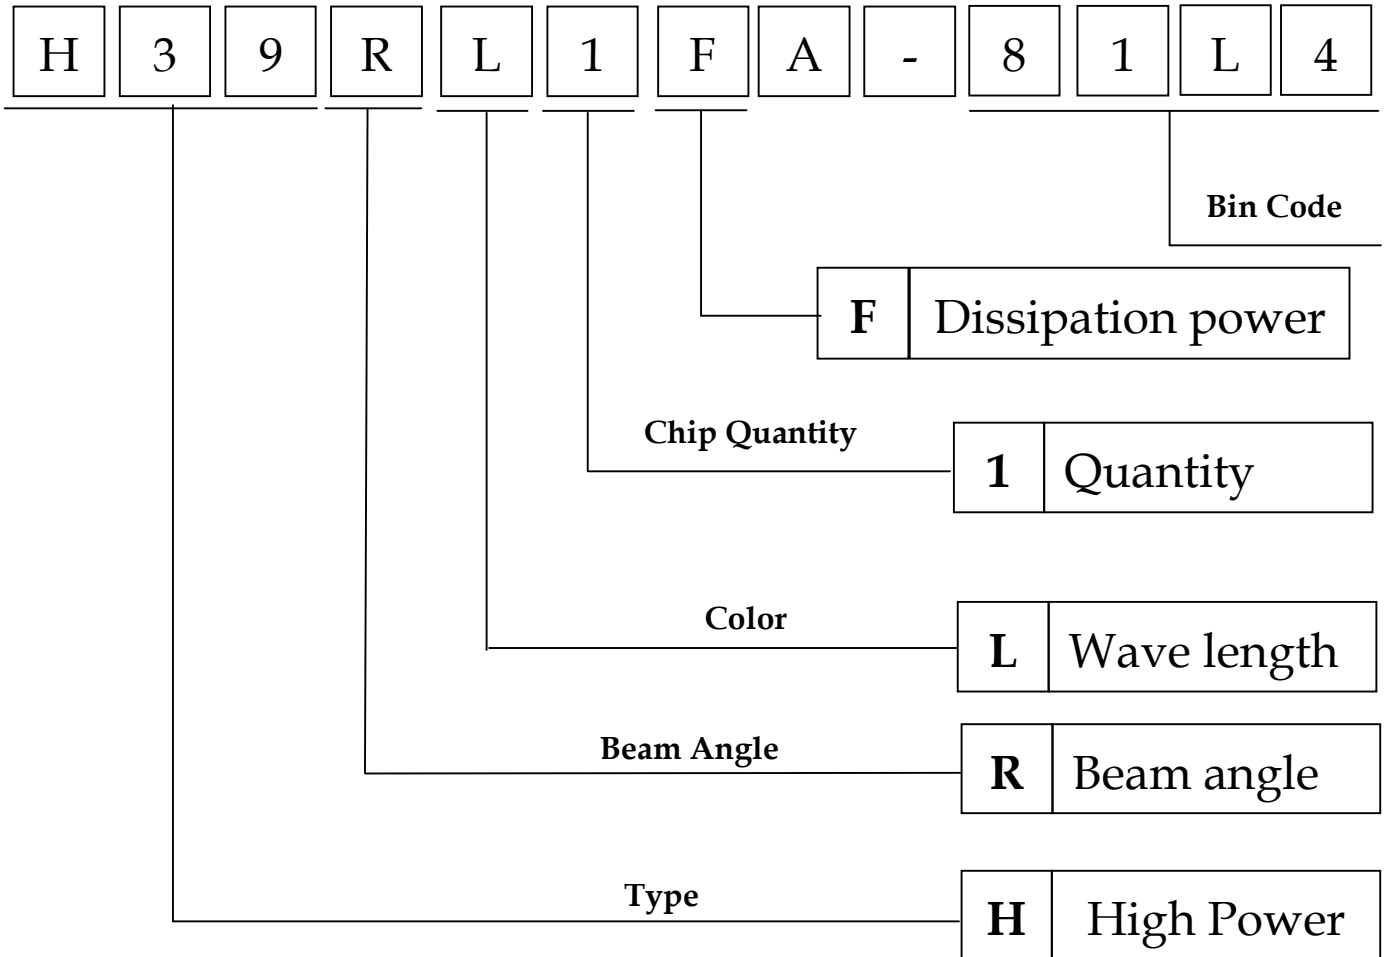 H 3 9 R L 1 F A - 8 1 L 4
Bin Code
F Dissipation power
Chip Quantity
1 Quantity
Color
L Wave length
Beam Angle
R Beam angle
Type
H High Power